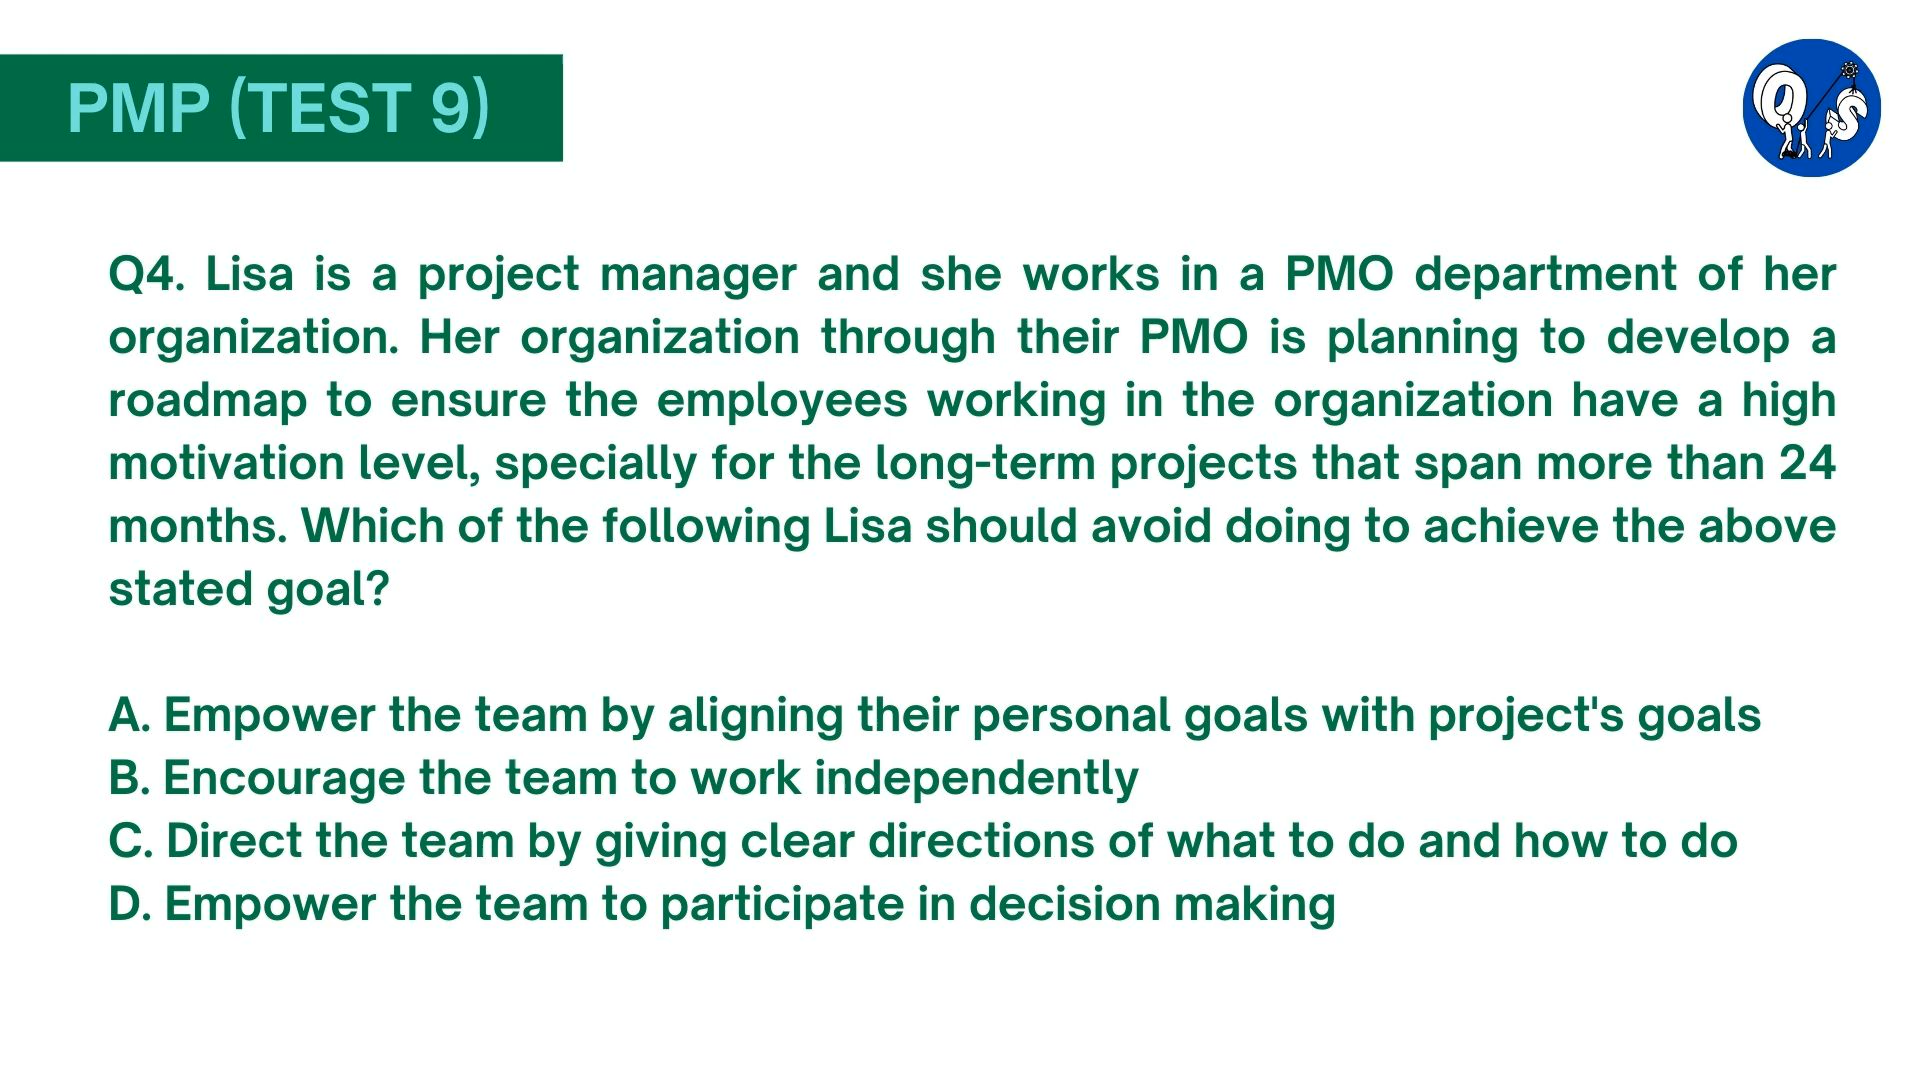 PMP (TEST 9)
Q S
Q4. Lisa is a project manager and she works in a PMO department of her
organization. Her organization through their PMO is planning to develop a
roadmap to ensure the employees working in the organization have a high
motivation level, specially for the long-term projects that span more than 24
months. Which of the following Lisa should avoid doing to achieve the above
stated goal?
A. Empower the team by aligning their personal goals with project's goals
B. Encourage the team to work independently
C. Direct the team by giving clear directions of what to do and how to do
D. Empower the team to participate in decision making